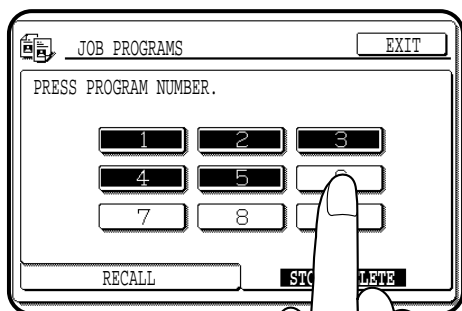 JOB PROGRAMS EXIT
PRESS PROGRAM NUMBER.
1 2 3
4 5
7 8
RECALL